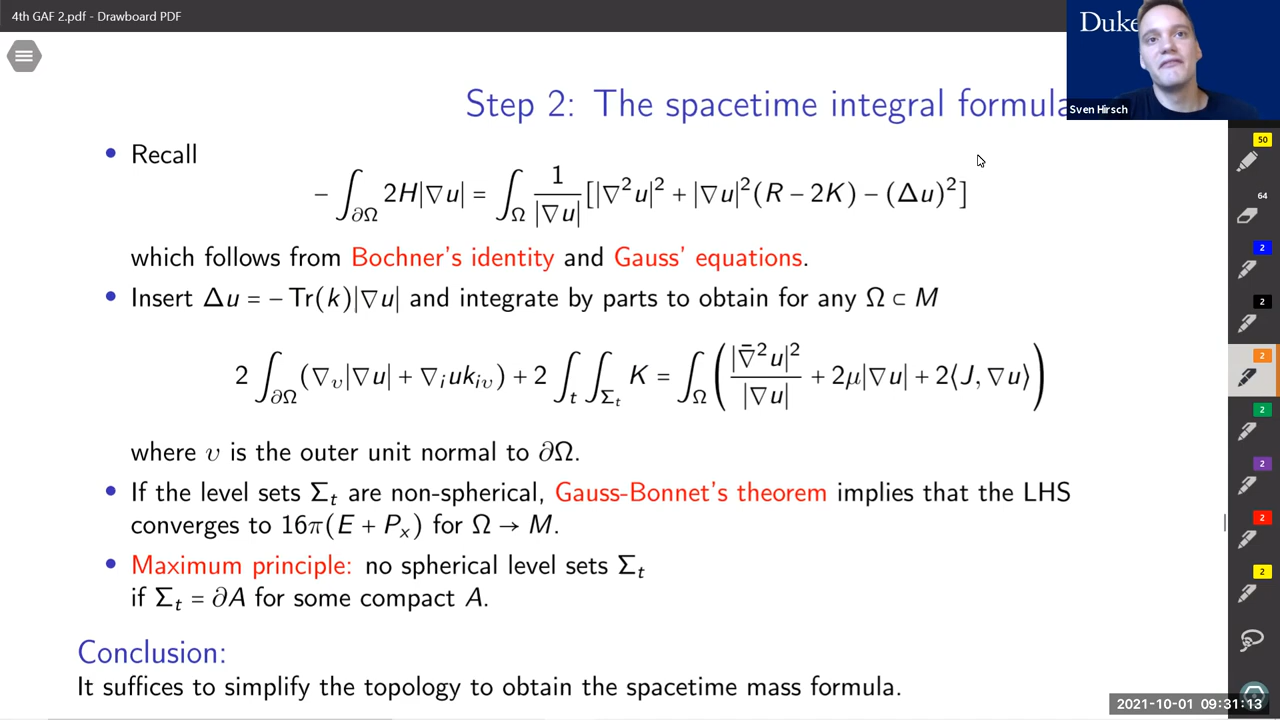 4th GAF 2.pdf - Drawboard PDF
Duke
Sven Hirsch
Step 2: The spacetime integral formula
• Recall
− ∫_{∂Ω} 2H|∇u| = ∫_Ω 1/|∇u| [|∇²u|² + |∇u|²(R − 2K) − (Δu)²]
which follows from Bochner's identity and Gauss' equations.
• Insert Δu = − Tr(k)|∇u| and integrate by parts to obtain for any Ω ⊂ M
2 ∫_{∂Ω} (∇_υ|∇u| + ∇_i u k_{iυ}) + 2 ∫_t ∫_{Σ_t} K = ∫_Ω ( |∇̄²u|²/|∇u| + 2μ|∇u| + 2⟨J, ∇u⟩ )
where υ is the outer unit normal to ∂Ω.
• If the level sets Σ_t are non-spherical, Gauss-Bonnet's theorem implies that the LHS
converges to 16π(E + P_x) for Ω → M.
• Maximum principle: no spherical level sets Σ_t
if Σ_t = ∂A for some compact A.
Conclusion:
It suffices to simplify the topology to obtain the spacetime mass formula.
50
64
2
2
2
2
2
2
2
2021-10-01 09:31:13